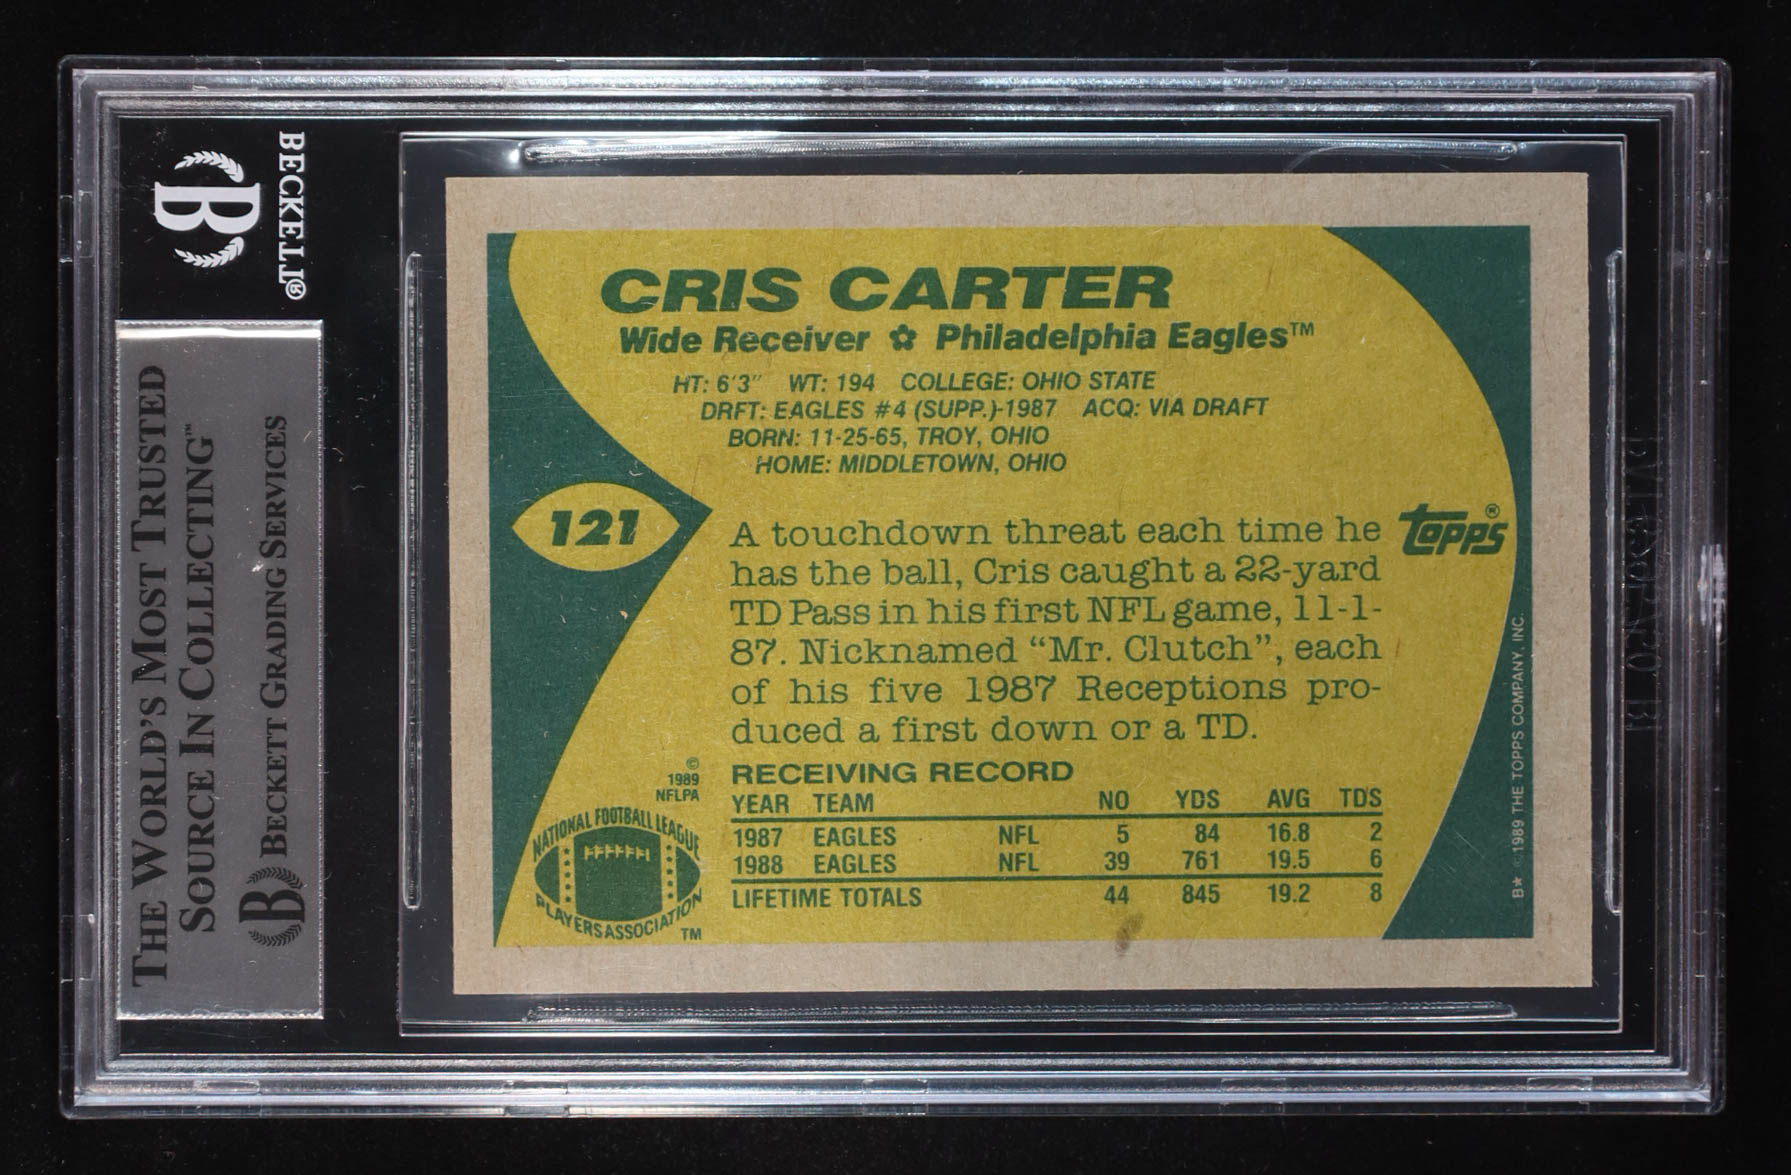 BECKETT®
B
THE WORLD'S MOST TRUSTED
SOURCE IN COLLECTING™
B BECKETT GRADING SERVICES
CRIS CARTER
Wide Receiver ✿ Philadelphia Eagles™
HT: 6'3" WT: 194 COLLEGE: OHIO STATE
DRFT: EAGLES #4 (SUPP.)-1987 ACQ: VIA DRAFT
BORN: 11-25-65, TROY, OHIO
HOME: MIDDLETOWN, OHIO
121
topps®
A touchdown threat each time he
has the ball, Cris caught a 22-yard
TD Pass in his first NFL game, 11-1-
87. Nicknamed “Mr. Clutch”, each
of his five 1987 Receptions pro-
duced a first down or a TD.
© 
1989
NFLPA
NATIONAL FOOTBALL LEAGUE
PLAYERS ASSOCIATION
TM
RECEIVING RECORD
YEAR TEAM NO YDS AVG TDS
1987 EAGLES NFL 5 84 16.8 2
1988 EAGLES NFL 39 761 19.5 6
LIFETIME TOTALS 44 845 19.2 8
B★ ©1989 THE TOPPS COMPANY, INC.